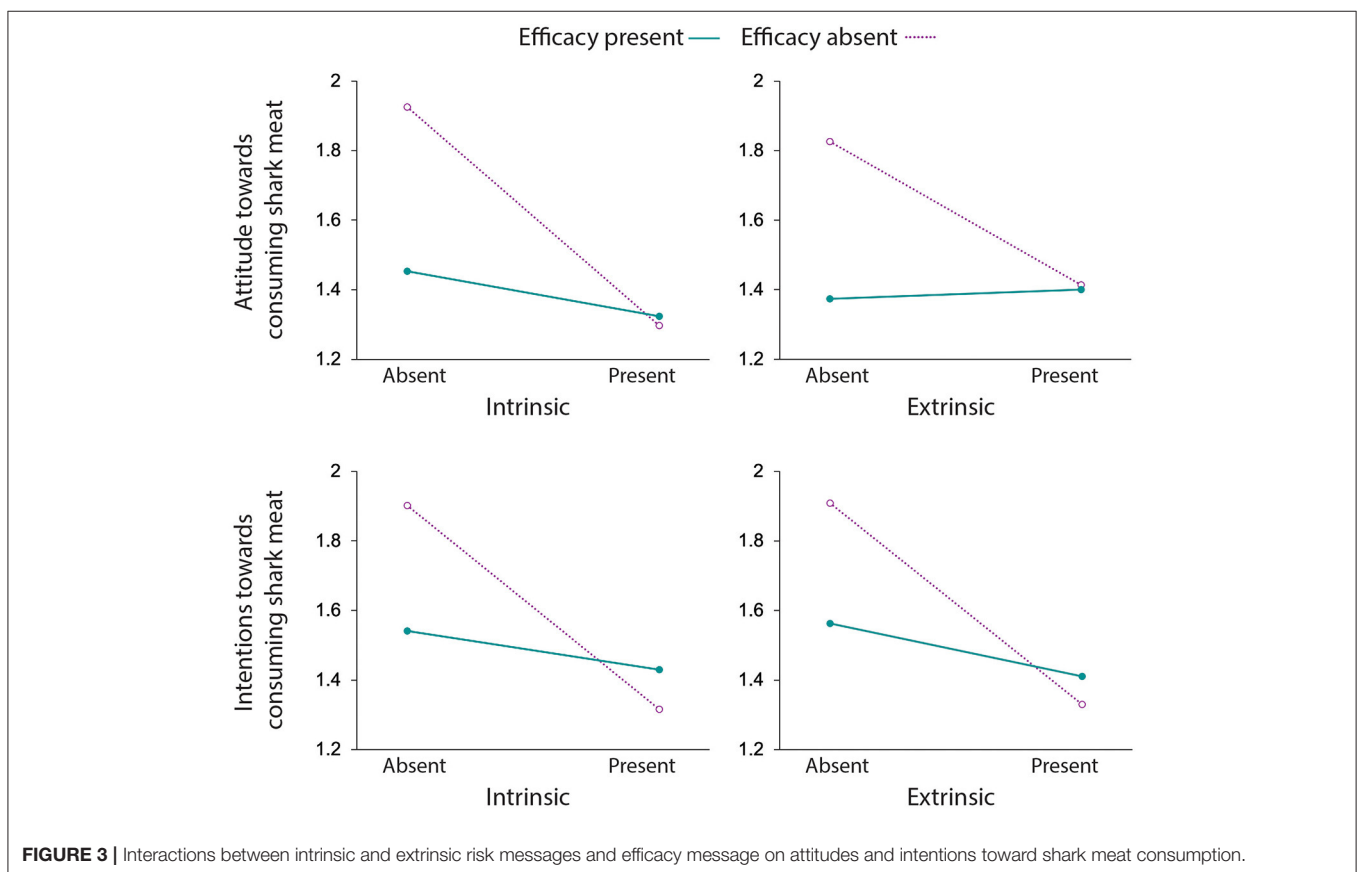 Efficacy present Efficacy absent
Attitude towards
consuming shark meat
2
1.8
1.6
1.4
1.2
Absent Present
Intrinsic
2
1.8
1.6
1.4
1.2
Absent Present
Extrinsic
Intentions towards
consuming shark meat
2
1.8
1.6
1.4
1.2
Absent Present
Intrinsic
2
1.8
1.6
1.4
1.2
Absent Present
Extrinsic
FIGURE 3 | Interactions between intrinsic and extrinsic risk messages and efficacy message on attitudes and intentions toward shark meat consumption.